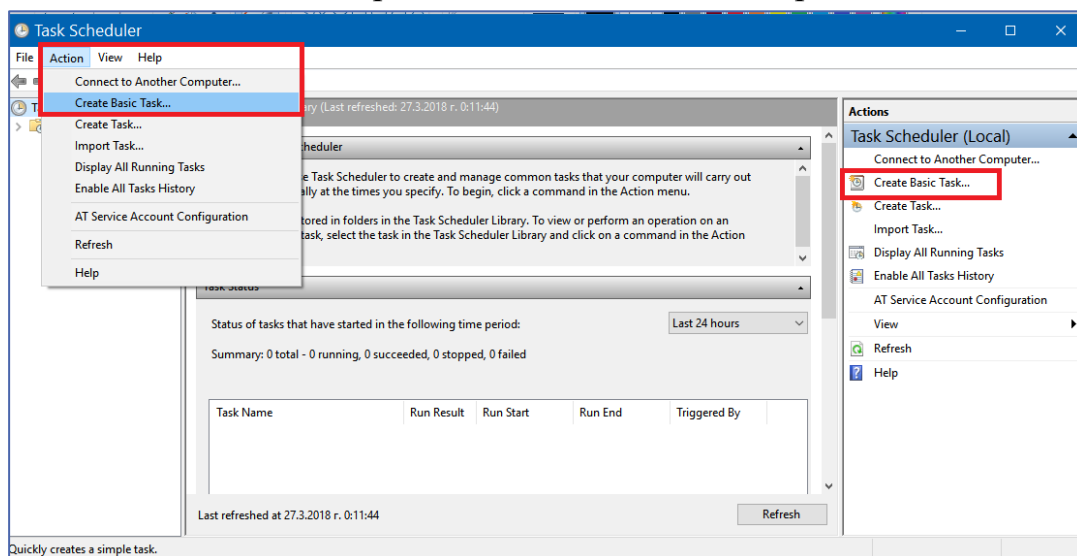 Task Scheduler
File Action View Help
Connect to Another Computer...
Create Basic Task...
Create Task...
Import Task...
Display All Running Tasks
Enable All Tasks History
AT Service Account Configuration
Refresh
Help
(Last refreshed: 27.3.2018 г. 0:11:44)
Task Scheduler to create and manage common tasks that your computer will carry out
at the times you specify. To begin, click a command in the Action
menu.
in folders in the Task Scheduler Library. To view or perform an operation on an
task, select the task in the Task Scheduler Library and click on a command in the Action
Task Status
Status of tasks that have started in the following time period:
Last 24 hours
Summary: 0 total - 0 running, 0 succeeded, 0 stopped, 0 failed
Task Name Run Result Run Start Run End Triggered By
Last refreshed at 27.3.2018 г. 0:11:44
Refresh
Actions
Task Scheduler (Local)
Connect to Another Computer...
Create Basic Task...
Create Task...
Import Task...
Display All Running Tasks
Enable All Tasks History
AT Service Account Configuration
View
Refresh
Help
Quickly creates a simple task.